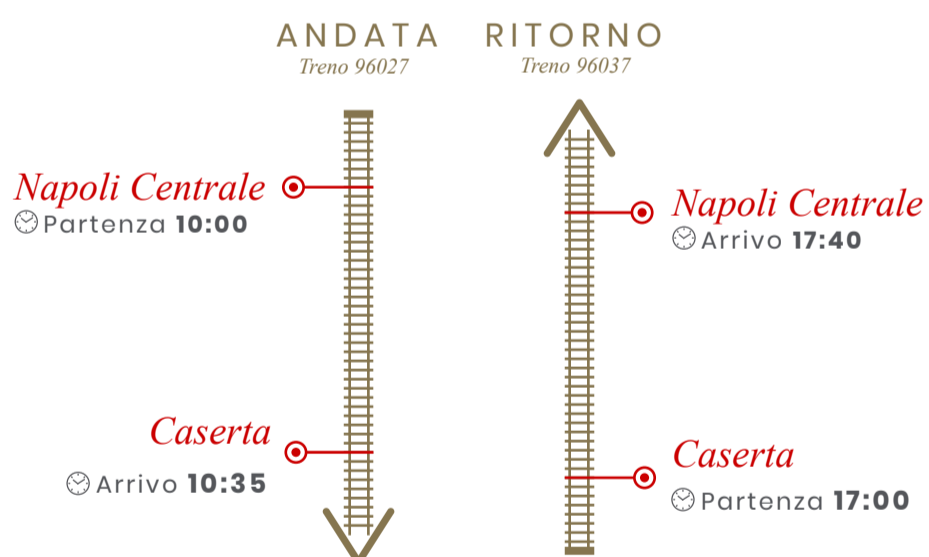 ANDATA
Treno 96027
Napoli Centrale
Partenza 10:00
Caserta
Arrivo 10:35
RITORNO
Treno 96037
Napoli Centrale
Arrivo 17:40
Caserta
Partenza 17:00